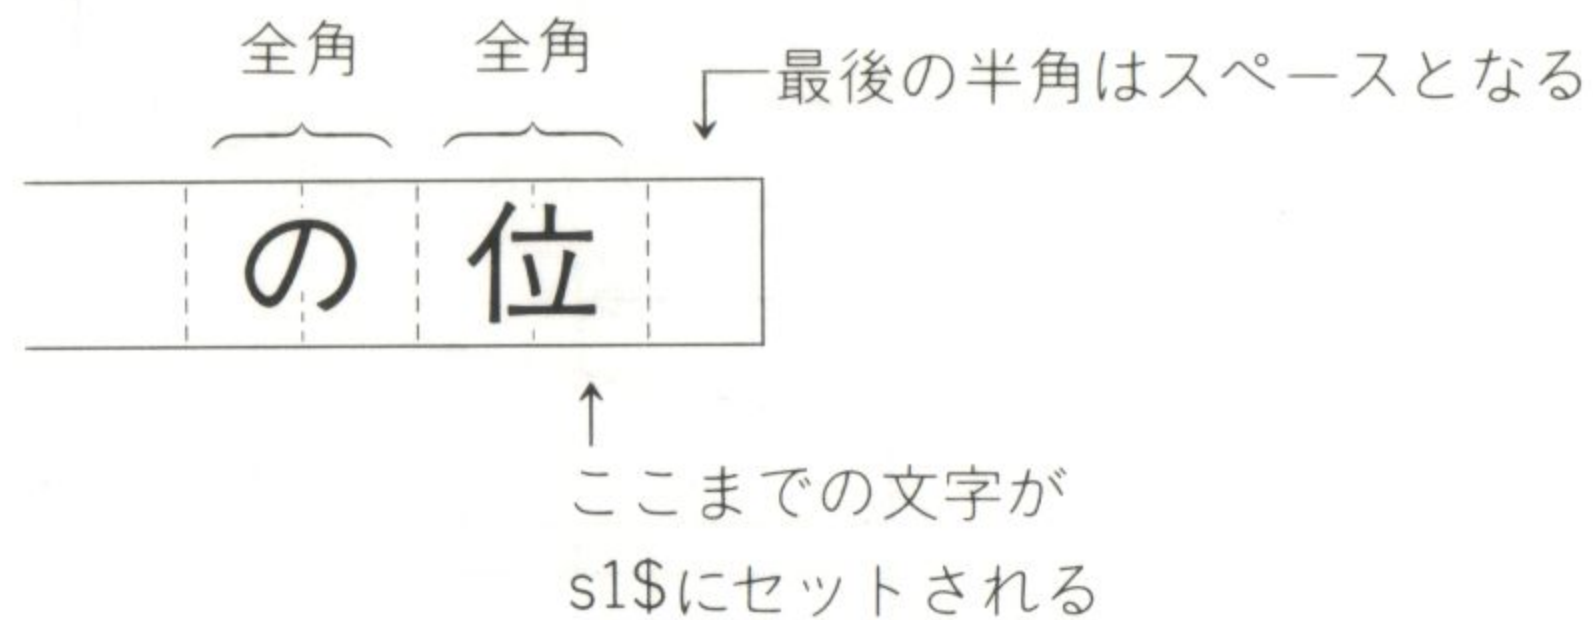 全角 全角
最後の半角はスペースとなる
の 位
ここまでの文字が
s1$にセットされる